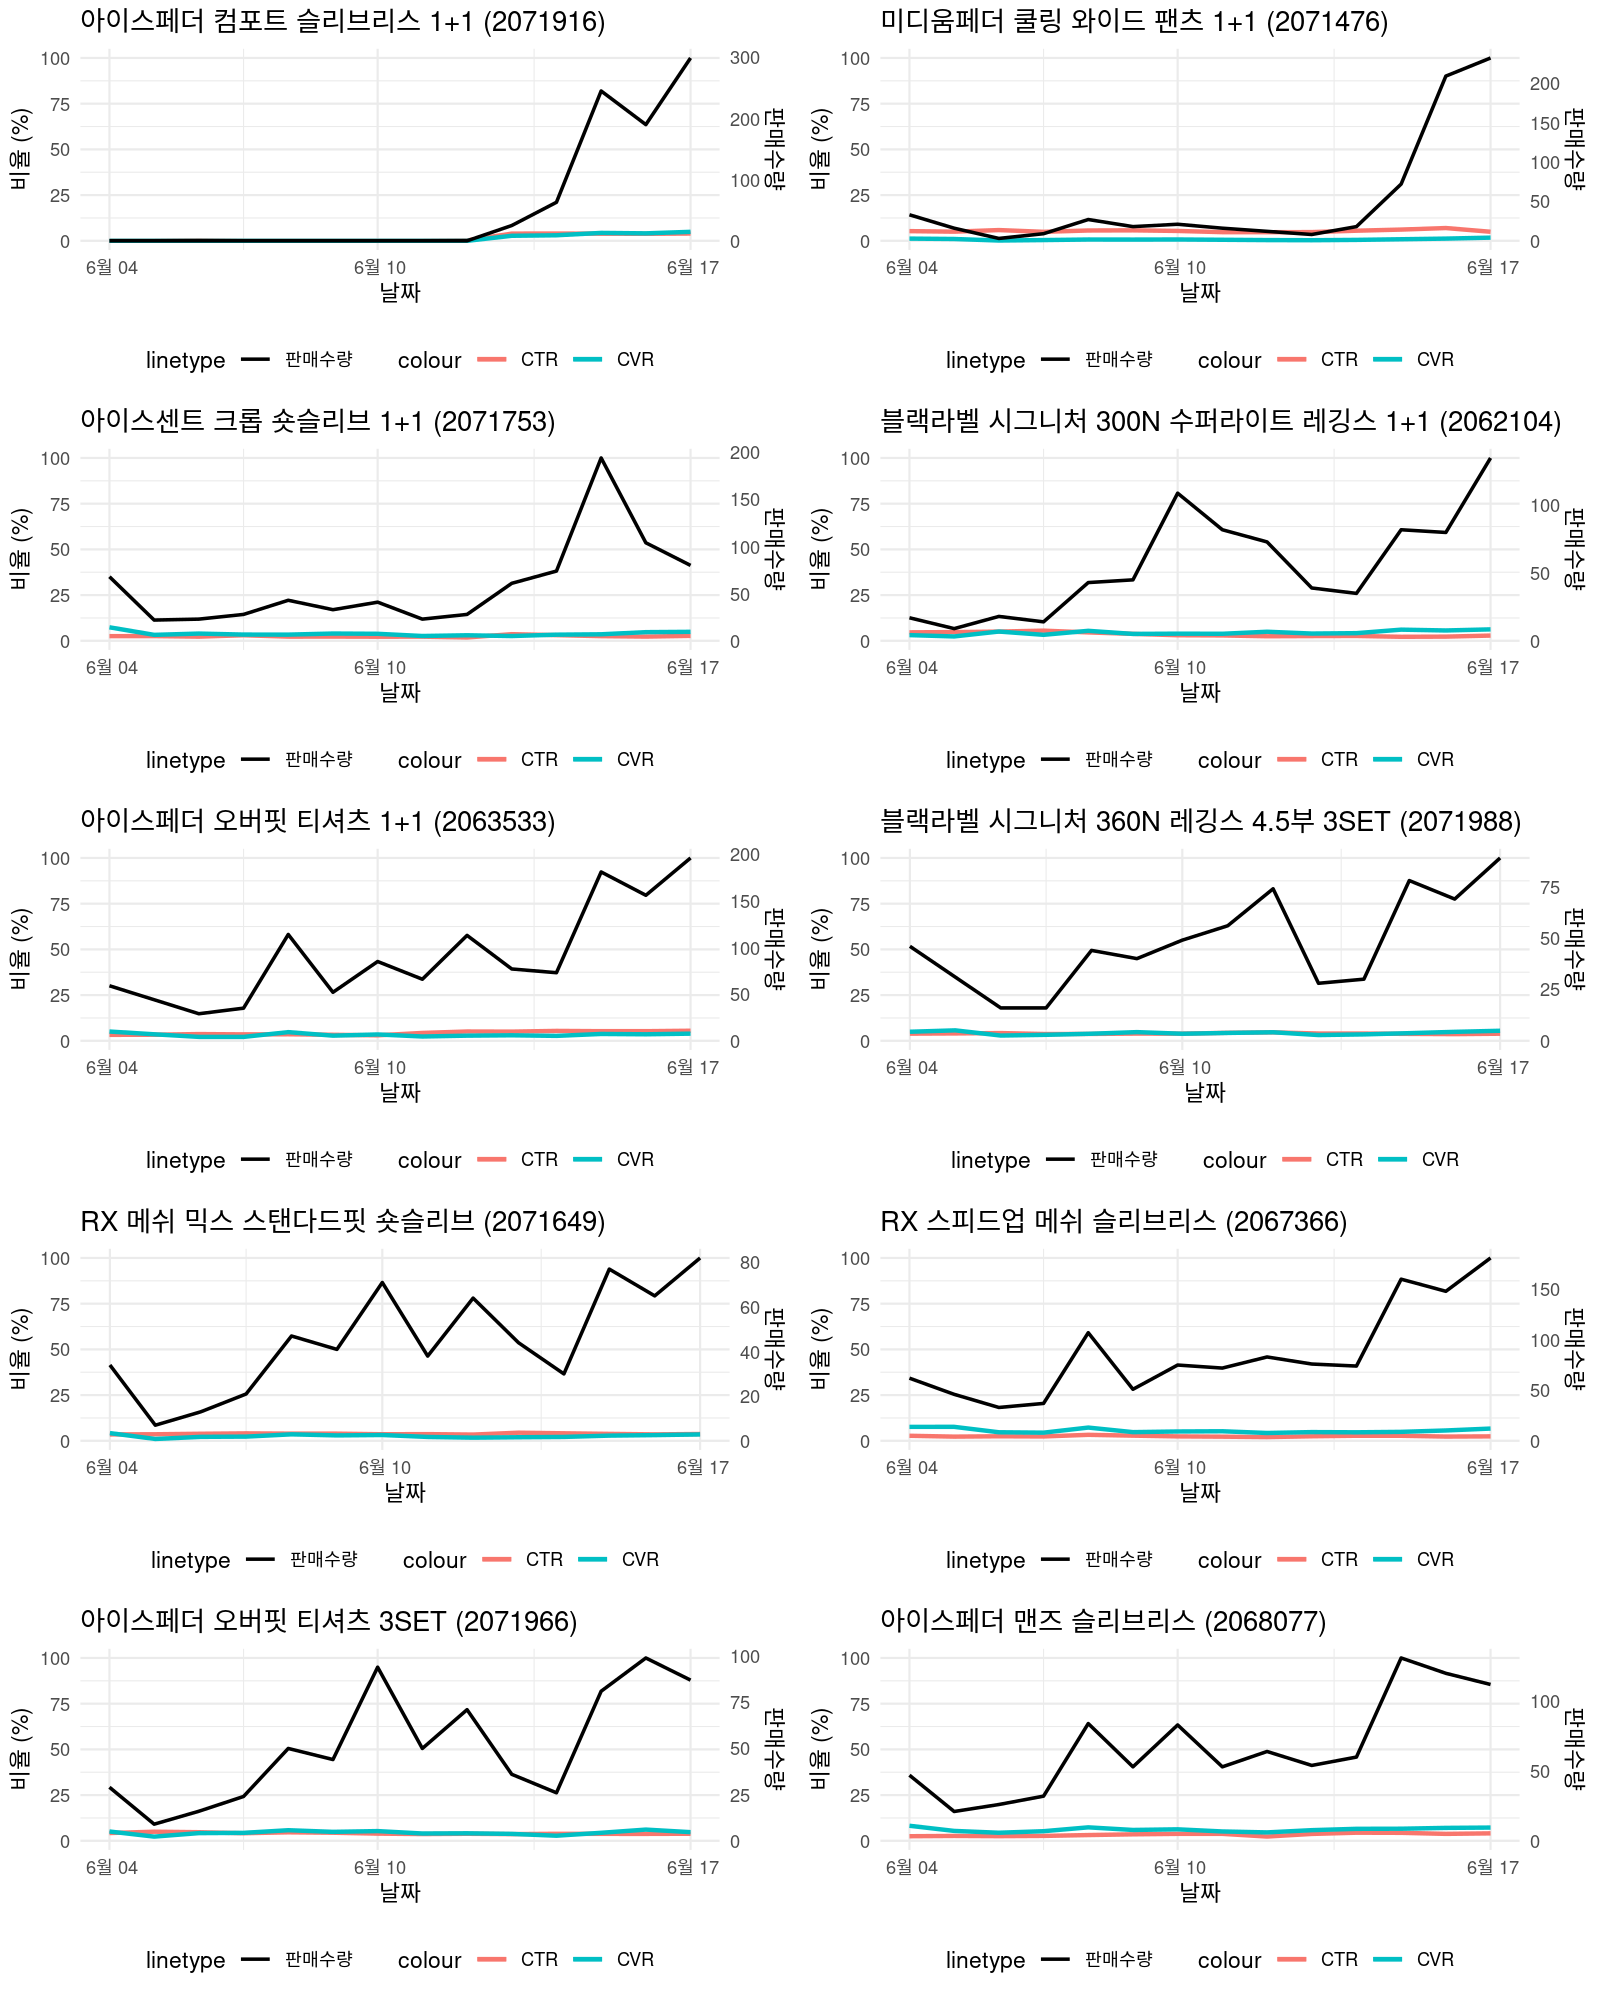 아이스페더 컴포트 슬리브리스 1+1 (2071916)
100
75
50
25
0
비율 (%)
300
200
100
0
판매수량
6월 04
6월 10
6월 17
날짜
linetype 판매수량 colour CTR CVR
미디움페더 쿨링 와이드 팬츠 1+1 (2071476)
100
75
50
25
0
비율 (%)
200
150
100
50
0
판매수량
6월 04
6월 10
6월 17
날짜
linetype 판매수량 colour CTR CVR
아이스센트 크롭 숏슬리브 1+1 (2071753)
100
75
50
25
0
비율 (%)
200
150
100
50
0
판매수량
6월 04
6월 10
6월 17
날짜
linetype 판매수량 colour CTR CVR
블랙라벨 시그니처 300N 수퍼라이트 레깅스 1+1 (2062104)
100
75
50
25
0
비율 (%)
100
50
0
판매수량
6월 04
6월 10
6월 17
날짜
linetype 판매수량 colour CTR CVR
아이스페더 오버핏 티셔츠 1+1 (2063533)
100
75
50
25
0
비율 (%)
200
150
100
50
0
판매수량
6월 04
6월 10
6월 17
날짜
linetype 판매수량 colour CTR CVR
블랙라벨 시그니처 360N 레깅스 4.5부 3SET (2071988)
100
75
50
25
0
비율 (%)
75
50
25
0
판매수량
6월 04
6월 10
6월 17
날짜
linetype 판매수량 colour CTR CVR
RX 메쉬 믹스 스탠다드핏 숏슬리브 (2071649)
100
75
50
25
0
비율 (%)
80
60
40
20
0
판매수량
6월 04
6월 10
6월 17
날짜
linetype 판매수량 colour CTR CVR
RX 스피드업 메쉬 슬리브리스 (2067366)
100
75
50
25
0
비율 (%)
150
100
50
0
판매수량
6월 04
6월 10
6월 17
날짜
linetype 판매수량 colour CTR CVR
아이스페더 오버핏 티셔츠 3SET (2071966)
100
75
50
25
0
비율 (%)
100
75
50
25
0
판매수량
6월 04
6월 10
6월 17
날짜
linetype 판매수량 colour CTR CVR
아이스페더 맨즈 슬리브리스 (2068077)
100
75
50
25
0
비율 (%)
100
50
0
판매수량
6월 04
6월 10
6월 17
날짜
linetype 판매수량 colour CTR CVR